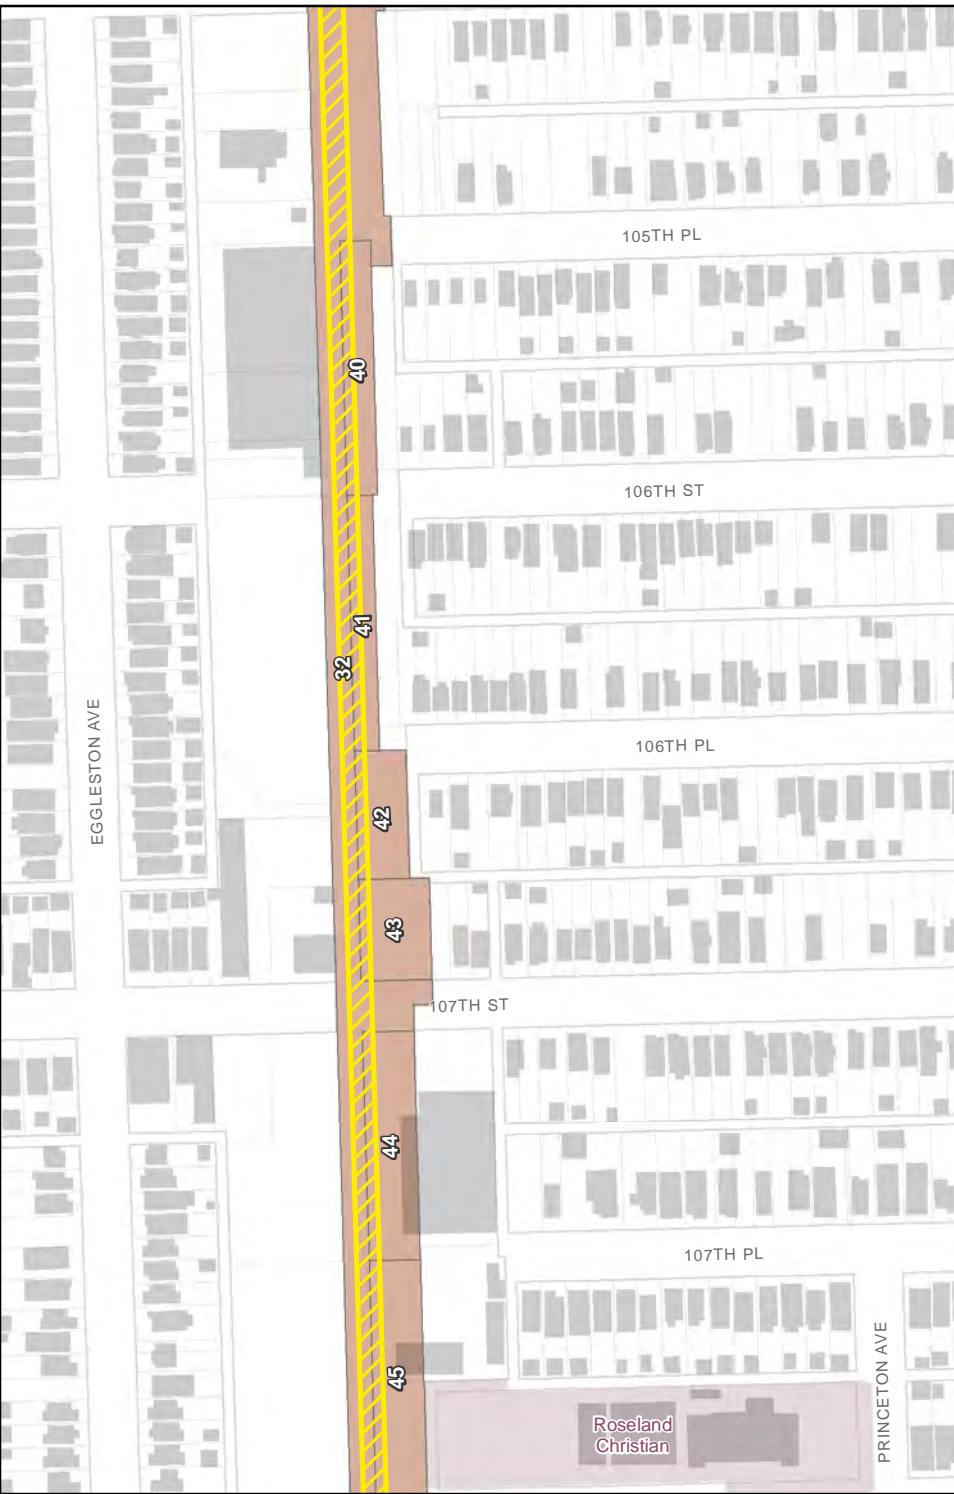 105TH PL
40
106TH ST
41
32
EGGLESTON AVE
106TH PL
42
43
107TH ST
44
107TH PL
45
PRINCETON AVE
Roseland
Christian